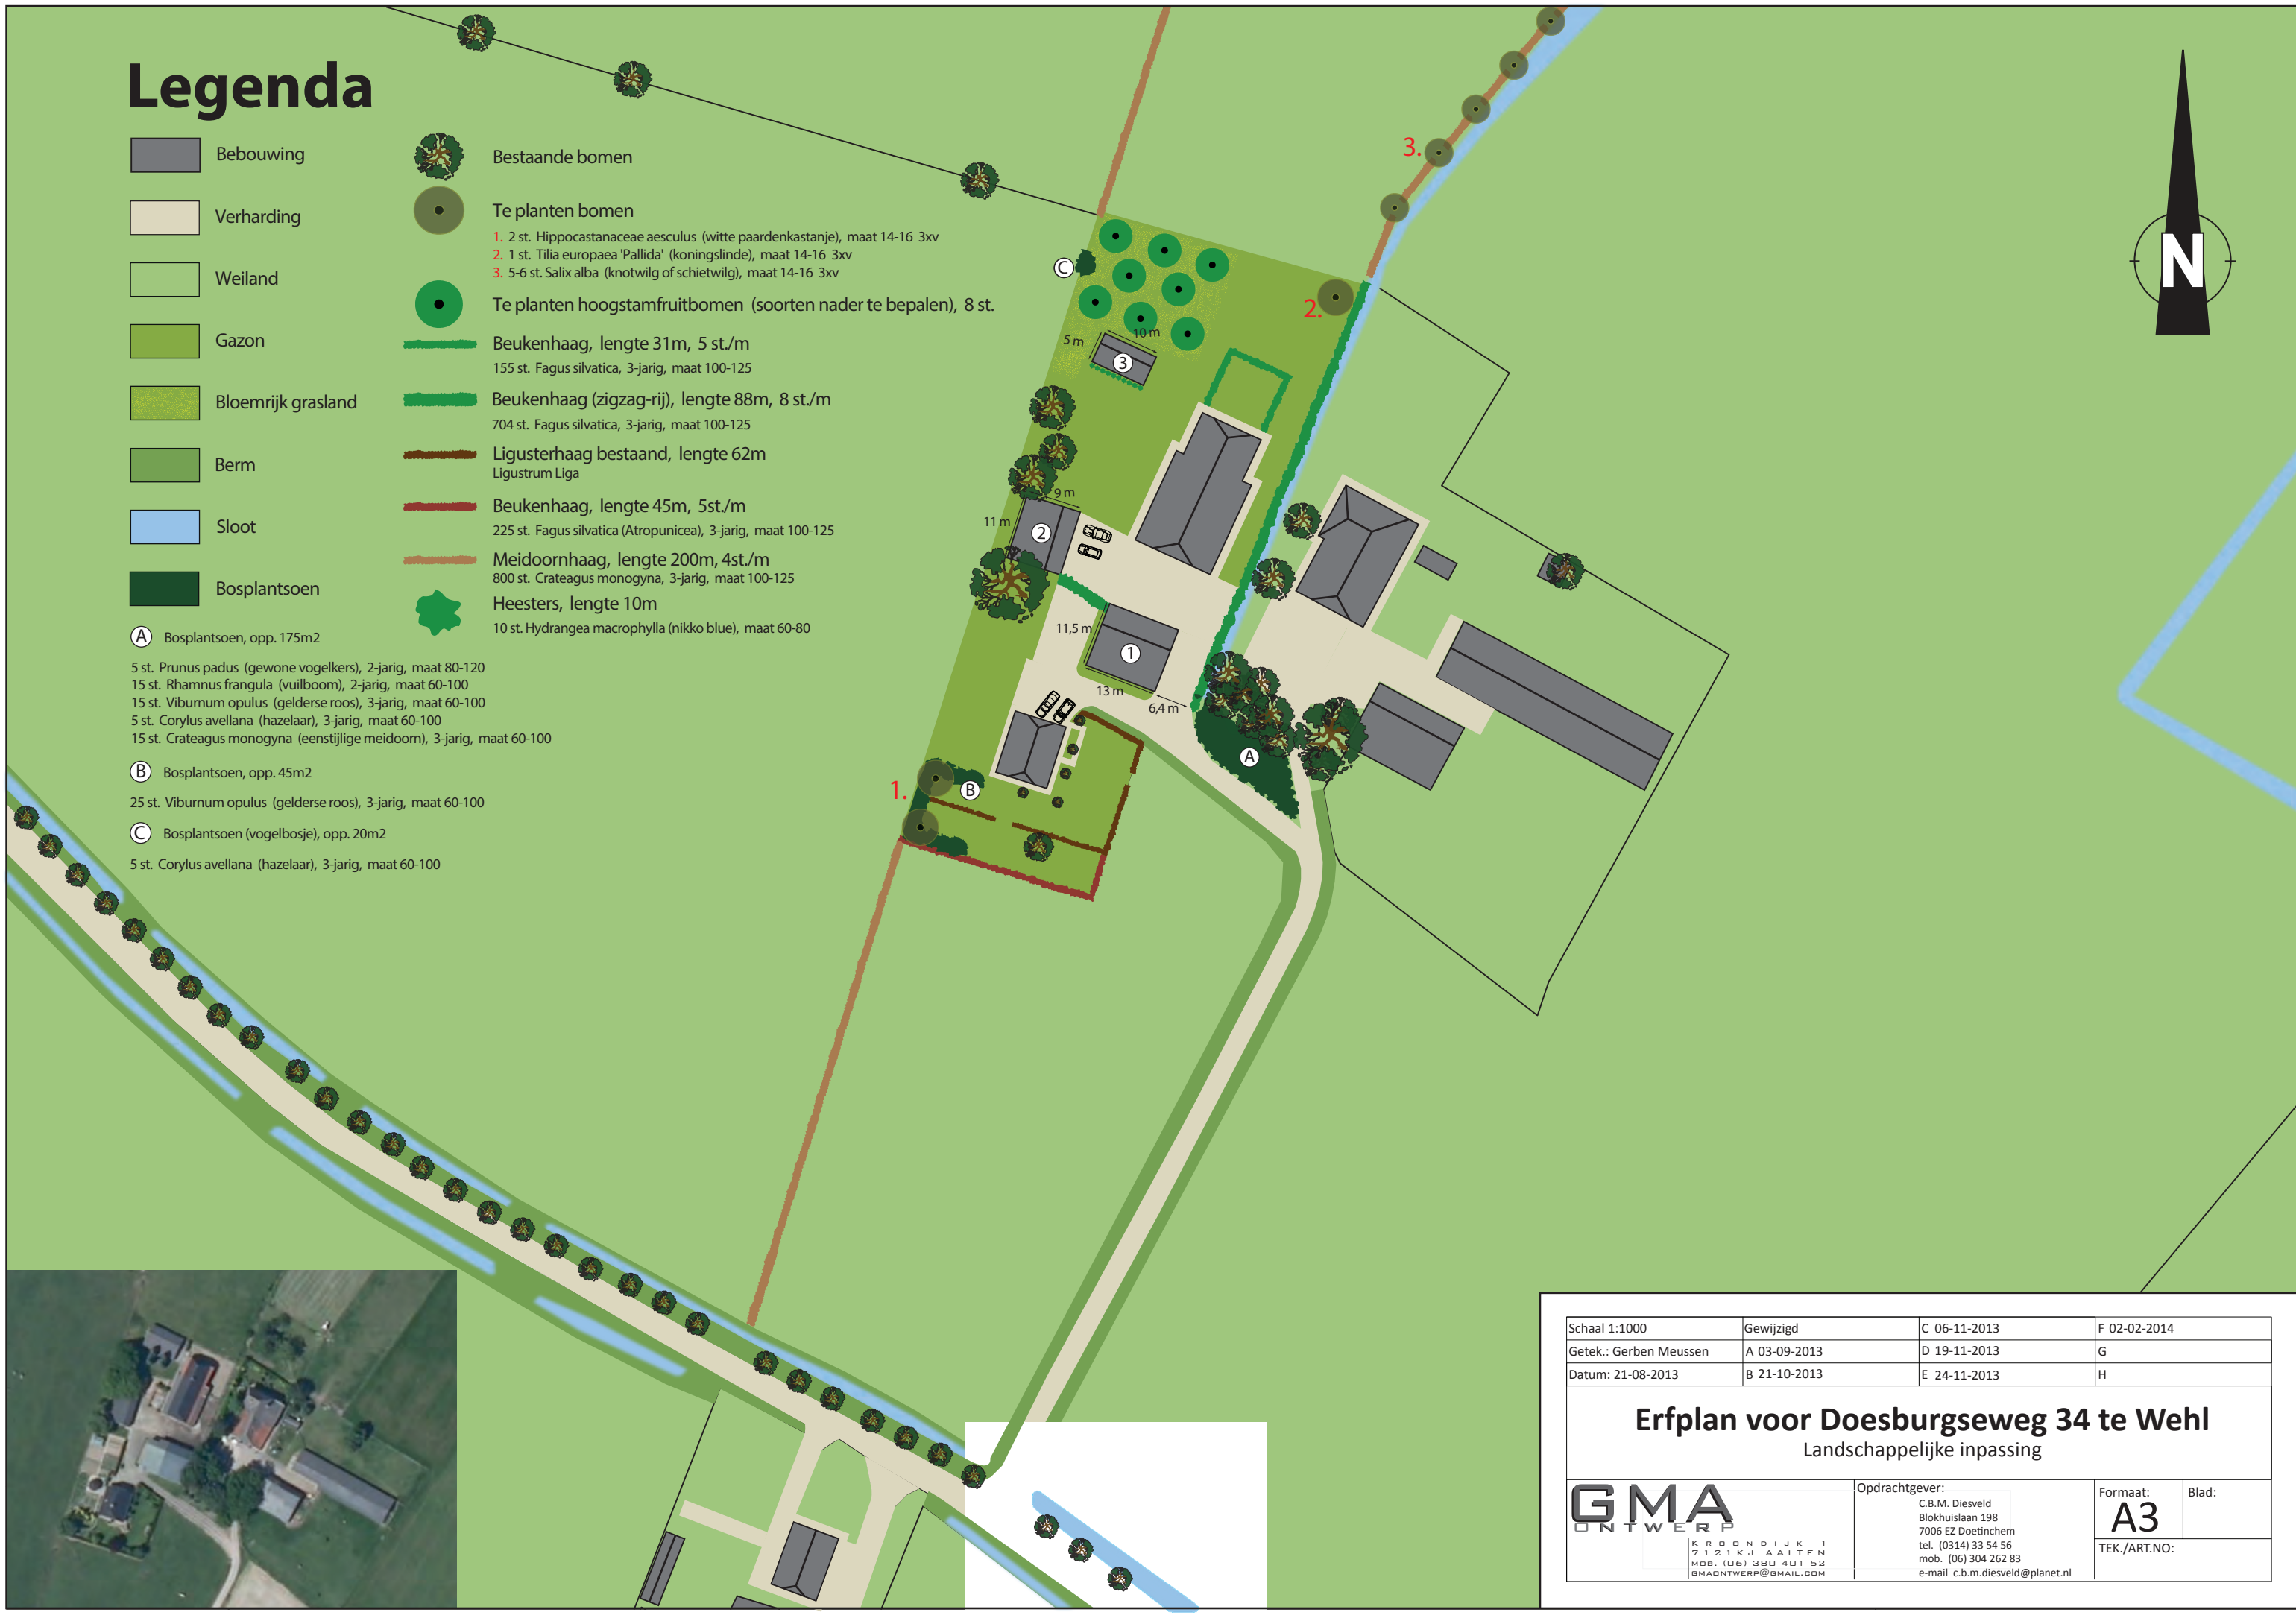 Legenda
Bebouwing
Verharding
Weiland
Gazon
Bloemrijk grasland
Berm
Sloot
Bosplantsoen
A Bosplantsoen, opp. 175m2
5 st. Prunus padus (gewone vogelkers), 2-jarig, maat 80-120
15 st. Rhamnus frangula (vuilboom), 2-jarig, maat 60-100
15 st. Viburnum opulus (gelderse roos), 3-jarig, maat 60-100
5 st. Corylus avellana (hazelaar), 3-jarig, maat 60-100
15 st. Crateagus monogyna (eenstijlige meidoorn), 3-jarig, maat 60-100
B Bosplantsoen, opp. 45m2
25 st. Viburnum opulus (gelderse roos), 3-jarig, maat 60-100
C Bosplantsoen (vogelbosje), opp. 20m2
5 st. Corylus avellana (hazelaar), 3-jarig, maat 60-100
Bestaande bomen
Te planten bomen
1. 2 st. Hippocastanaceae aesculus (witte paardenkastanje), maat 14-16 3xv
2. 1 st. Tilia europaea 'Pallida' (koningslinde), maat 14-16 3xv
3. 5-6 st. Salix alba (knotwilg of schietwilg), maat 14-16 3xv
Te planten hoogstamfruitbomen (soorten nader te bepalen), 8 st.
Beukenhaag, lengte 31m, 5 st./m
155 st. Fagus silvatica, 3-jarig, maat 100-125
Beukenhaag (zigzag-rij), lengte 88m, 8 st./m
704 st. Fagus silvatica, 3-jarig, maat 100-125
Ligusterhaag bestaand, lengte 62m
Ligustrum Liga
Beukenhaag, lengte 45m, 5st./m
225 st. Fagus silvatica (Atropunicea), 3-jarig, maat 100-125
Meidoornhaag, lengte 200m, 4st./m
800 st. Crateagus monogyna, 3-jarig, maat 100-125
Heesters, lengte 10m
10 st. Hydrangea macrophylla (nikko blue), maat 60-80
3.
N
C
2.
10 m
5 m
3
9 m
11 m
2
11,5 m
1
13 m
6,4 m
A
1.
B
Schaal 1:1000
Gewijzigd
C 06-11-2013
F 02-02-2014
Getek.: Gerben Meussen
A 03-09-2013
D 19-11-2013
G
Datum: 21-08-2013
B 21-10-2013
E 24-11-2013
H
Erfplan voor Doesburgseweg 34 te Wehl
Landschappelijke inpassing
GMA
ONTWERP
KROONDIJK 1
7121KJ AALTEN
MOB. (06) 380 401 52
GMAONTWERP@GMAIL.COM
Opdrachtgever:
C.B.M. Diesveld
Blokhuislaan 198
7006 EZ Doetinchem
tel. (0314) 33 54 56
mob. (06) 304 262 83
e-mail c.b.m.diesveld@planet.nl
Formaat:
A3
Blad:
TEK./ART.NO: